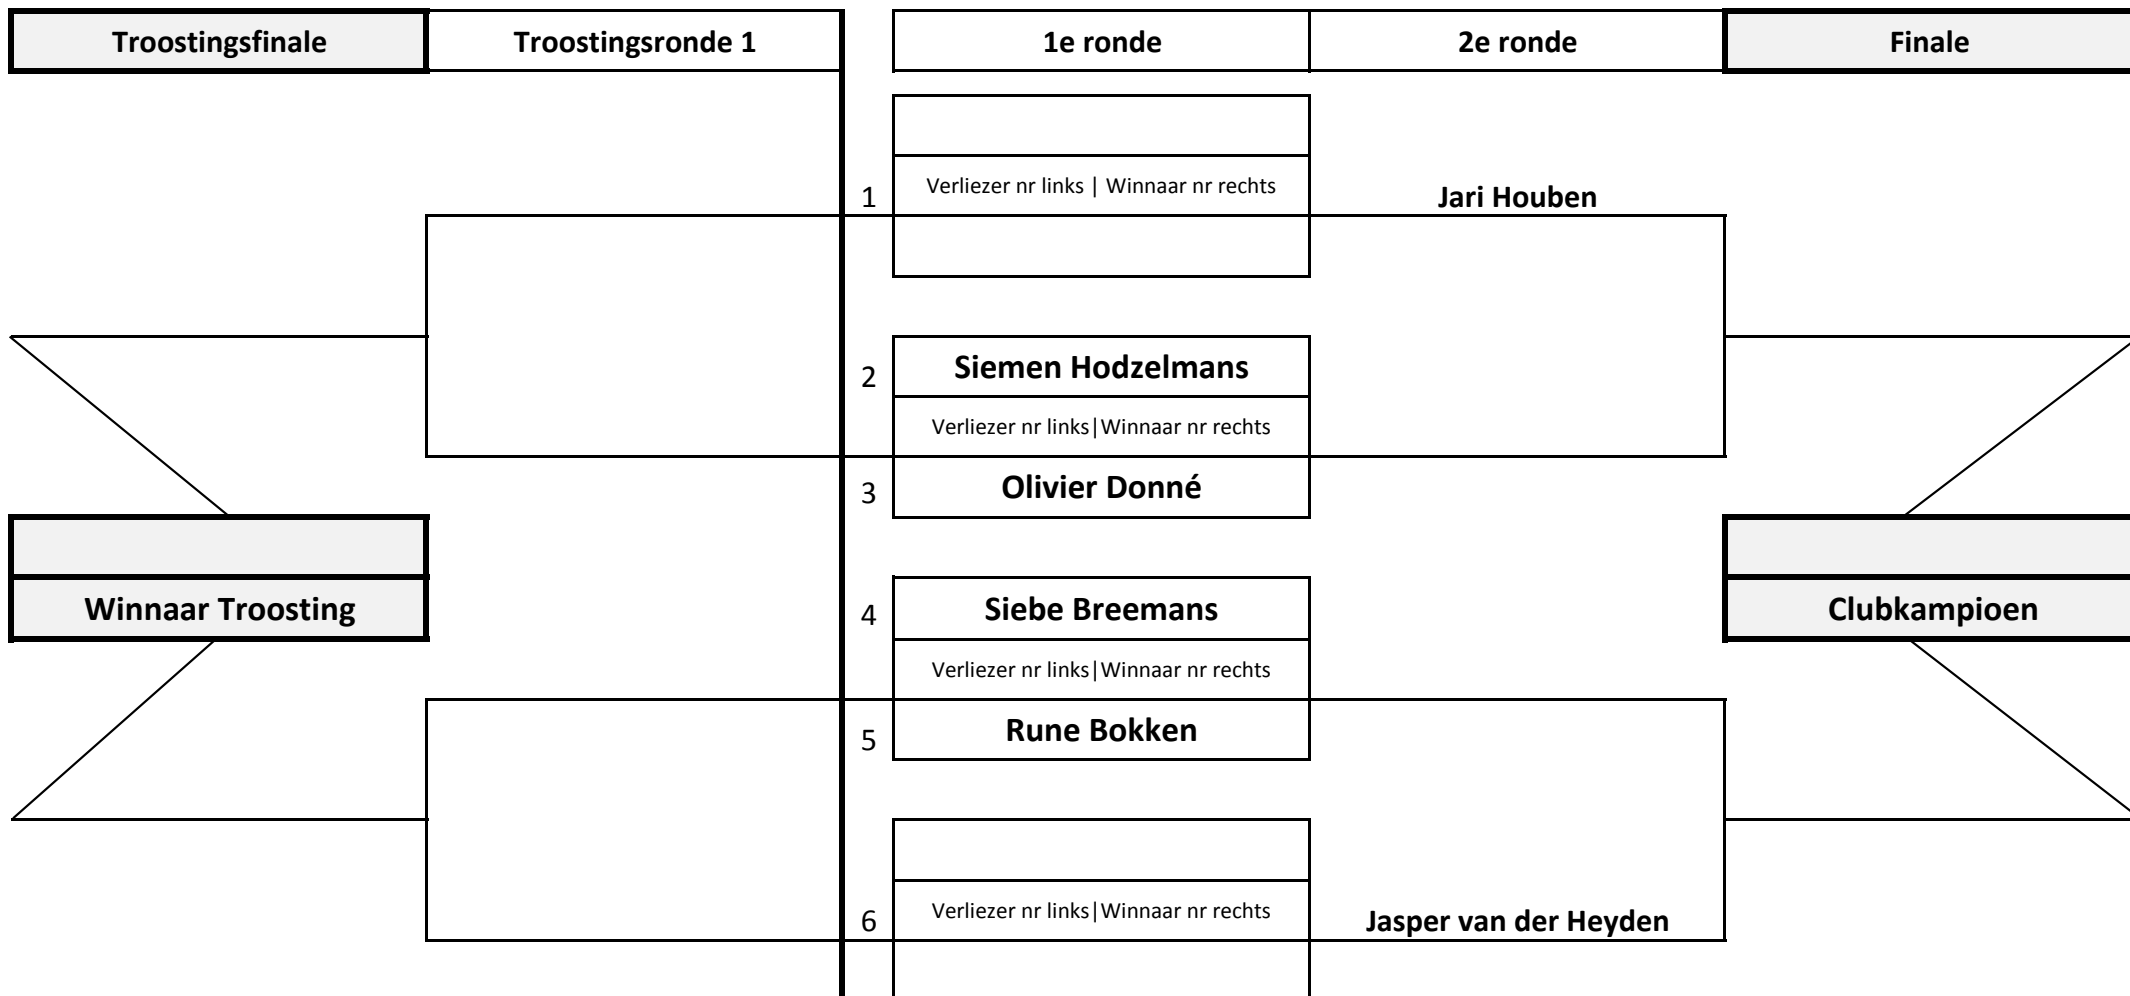 Troostingsfinale
Troostingsronde 1
1e ronde
2e ronde
Finale
1
Verliezer nr links | Winnaar nr rechts
Jari Houben
2
Siemen Hodzelmans
Verliezer nr links|Winnaar nr rechts
3
Olivier Donné
Winnaar Troosting
4
Siebe Breemans
Clubkampioen
Verliezer nr links|Winnaar nr rechts
5
Rune Bokken
6
Verliezer nr links|Winnaar nr rechts
Jasper van der Heyden